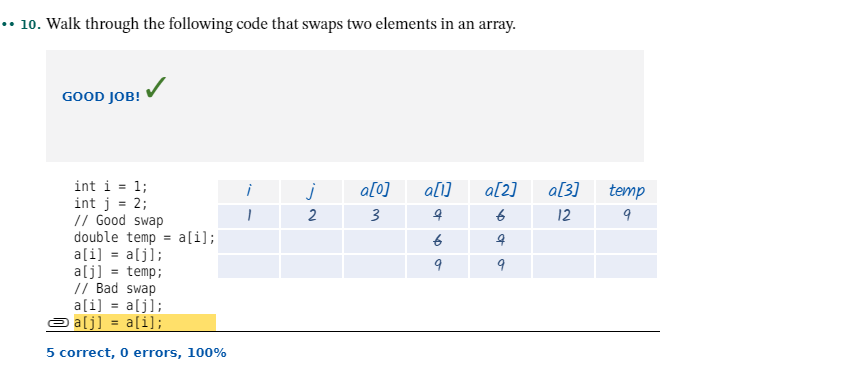 •• 10. Walk through the following code that swaps two elements in an array.
GOOD JOB! ✓
int i = 1;
int j = 2;
// Good swap
double temp = a[i];
a[i] = a[j];
a[j] = temp;
// Bad swap
a[i] = a[j];
a[j] = a[i];
i j a[0] a[1] a[2] a[3] temp
1 2 3 9 6 12 9
6 9
9 9
5 correct, 0 errors, 100%